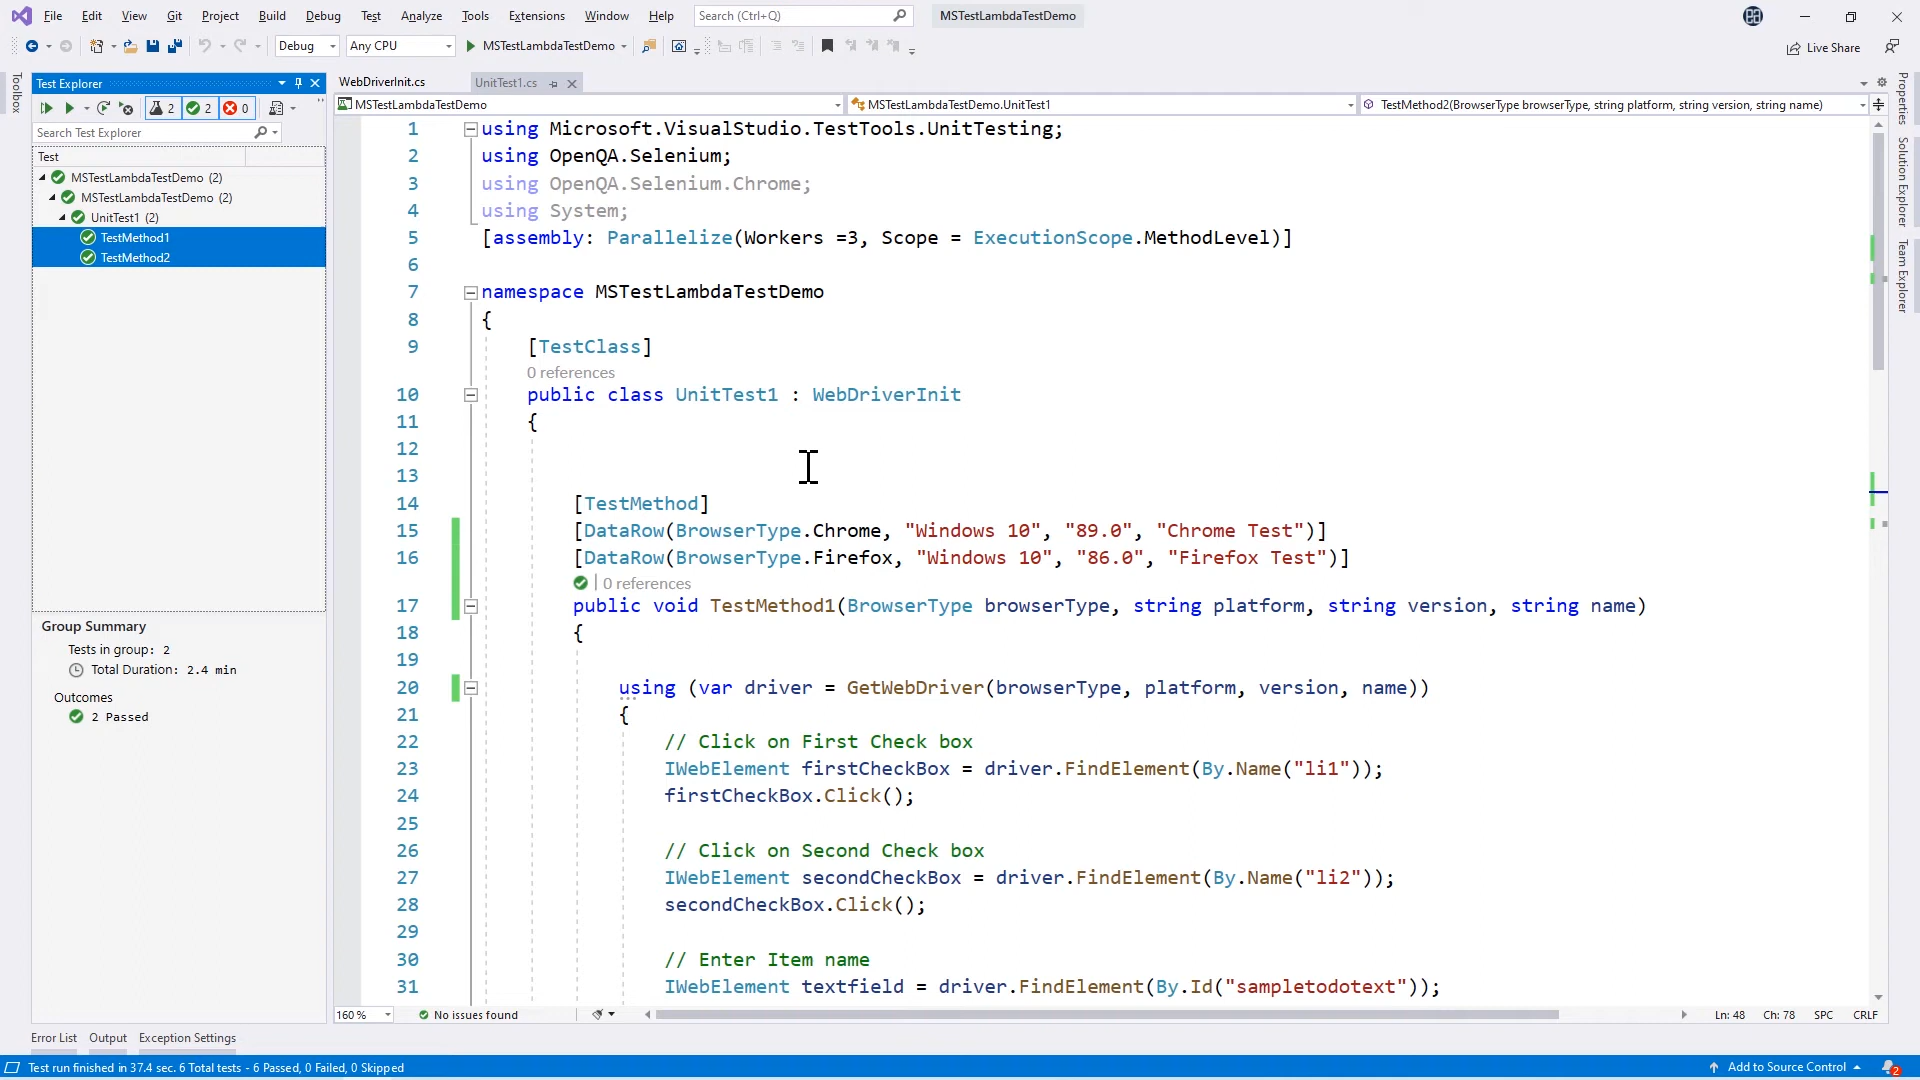 File Edit View Git Project Build Debug Test Analyze Tools Extensions Window Help Search (Ctrl+Q) MSTestLambdaTestDemo
Debug Any CPU MSTestLambdaTestDemo Live Share
Toolbox
Test Explorer
2 2 0
Search Test Explorer
Test
MSTestLambdaTestDemo (2)
MSTestLambdaTestDemo (2)
UnitTest1 (2)
TestMethod1
TestMethod2
Group Summary
Tests in group: 2
Total Duration: 2.4 min
Outcomes
2 Passed
WebDriverInit.cs UnitTest1.cs
MSTestLambdaTestDemo MSTestLambdaTestDemo.UnitTest1 TestMethod2(BrowserType browserType, string platform, string version, string name)
1 using Microsoft.VisualStudio.TestTools.UnitTesting;
2 using OpenQA.Selenium;
3 using OpenQA.Selenium.Chrome;
4 using System;
5 [assembly: Parallelize(Workers =3, Scope = ExecutionScope.MethodLevel)]
6
7 namespace MSTestLambdaTestDemo
8 {
9 [TestClass]
0 references
10 public class UnitTest1 : WebDriverInit
11 {
12
13
14 [TestMethod]
15 [DataRow(BrowserType.Chrome, "Windows 10", "89.0", "Chrome Test")]
16 [DataRow(BrowserType.Firefox, "Windows 10", "86.0", "Firefox Test")]
| 0 references
17 public void TestMethod1(BrowserType browserType, string platform, string version, string name)
18 {
19
20 using (var driver = GetWebDriver(browserType, platform, version, name))
21 {
22 // Click on First Check box
23 IWebElement firstCheckBox = driver.FindElement(By.Name("li1"));
24 firstCheckBox.Click();
25
26 // Click on Second Check box
27 IWebElement secondCheckBox = driver.FindElement(By.Name("li2"));
28 secondCheckBox.Click();
29
30 // Enter Item name
31 IWebElement textfield = driver.FindElement(By.Id("sampletodotext"));
160 % No issues found Ln: 48 Ch: 78 SPC CRLF
Properties
Solution Explorer
Team Explorer
Error List Output Exception Settings
Test run finished in 37.4 sec. 6 Total tests - 6 Passed, 0 Failed, 0 Skipped Add to Source Control 2